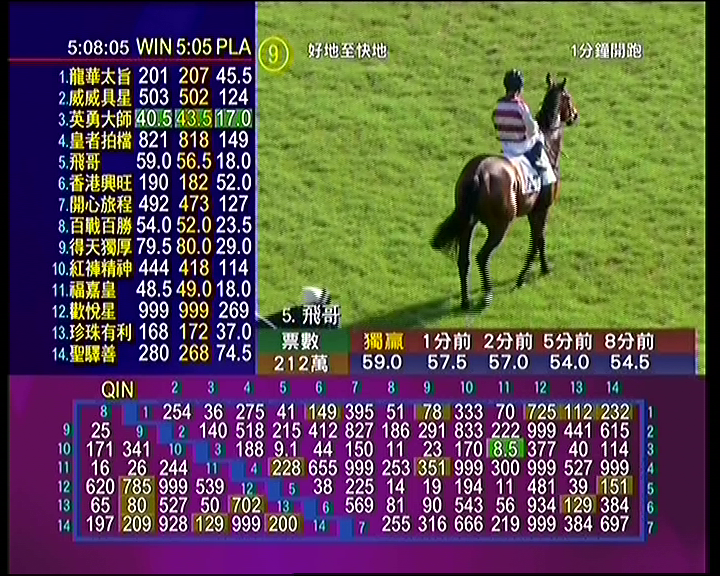 5:08:05 WIN 5:05 PLA
1.龍華太旨 201 207 45.5
2.威威具星 503 502 124
3.英勇大師 40.5 43.5 17.0
4.皇者拍檔 821 818 149
5.飛哥 59.0 56.5 18.0
6.香港興旺 190 182 52.0
7.開心旅程 492 473 127
8.百戰百勝 54.0 52.0 23.5
9.得天獨厚 79.5 80.0 29.0
10.紅褲精神 444 418 114
11.福嘉皇 48.5 49.0 18.0
12.歡悅星 999 999 269
13.珍珠有利 168 172 37.0
14.聖驛善 280 268 74.5
9 好地至快地 1分鐘開跑
5. 飛哥
票數 獨贏 1分前 2分前 5分前 8分前
212萬 59.0 57.5 57.0 54.0 54.5
QIN 2 3 4 5 6 7 8 9 10 11 12 13 14
8 1 254 36 275 41 149 395 51 78 333 70 725 112 232 1
9 25 9 2 140 518 215 412 827 186 291 833 222 999 441 615 2
10 171 341 10 3 188 9.1 44 150 11 23 170 8.5 377 40 114 3
11 16 26 244 11 4 228 655 999 253 351 999 300 999 527 999 4
12 620 785 999 539 12 5 38 225 14 19 194 11 481 39 151 5
13 65 80 527 50 702 13 6 569 81 90 543 56 934 129 384 6
14 197 209 928 129 999 200 14 7 255 316 666 219 999 384 697 7